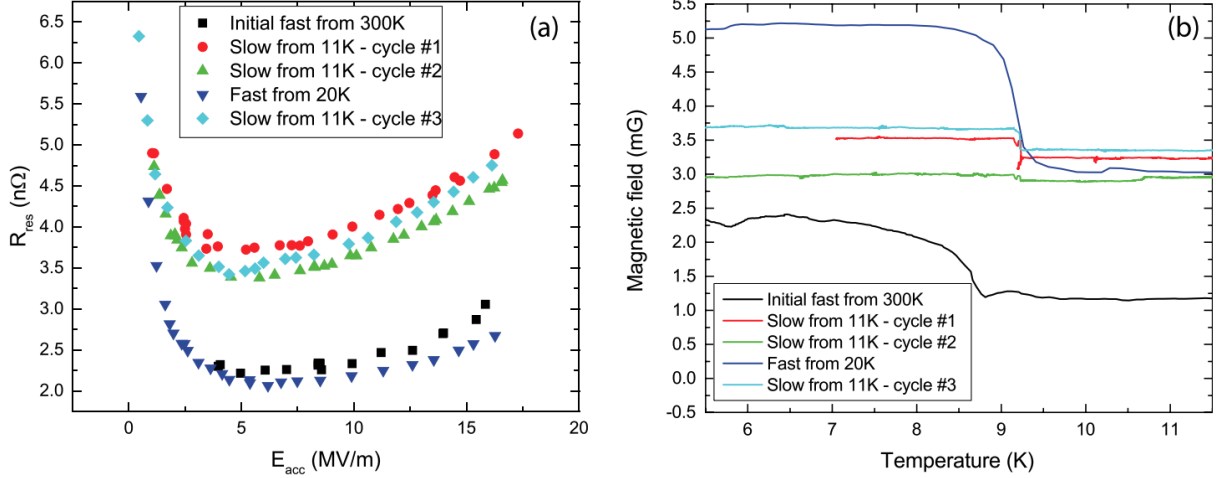 (a)
Initial fast from 300K
Slow from 11K - cycle #1
Slow from 11K - cycle #2
Fast from 20K
Slow from 11K - cycle #3
6.5
6.0
5.5
5.0
4.5
4.0
3.5
3.0
2.5
2.0
R_res (nΩ)
0 5 10 15 20
E_acc (MV/m)
(b)
5.5
5.0
4.5
4.0
3.5
3.0
2.5
2.0
1.5
1.0
0.5
0.0
-0.5
Magnetic field (mG)
Initial fast from 300K
Slow from 11K - cycle #1
Slow from 11K - cycle #2
Fast from 20K
Slow from 11K - cycle #3
6 7 8 9 10 11
Temperature (K)